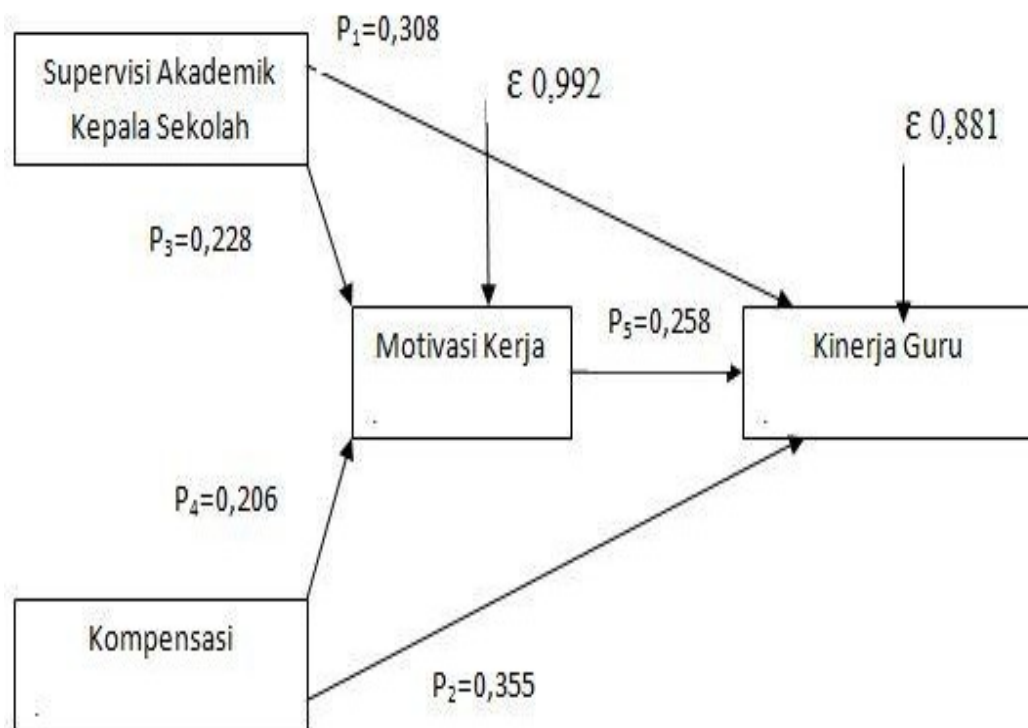 P₁=0,308
Supervisi Akademik
Kepala Sekolah
ε 0,992
ε 0,881
P₃=0,228
P₅=0,258
Motivasi Kerja
Kinerja Guru
.
.
P₄=0,206
Kompensasi
.
P₂=0,355